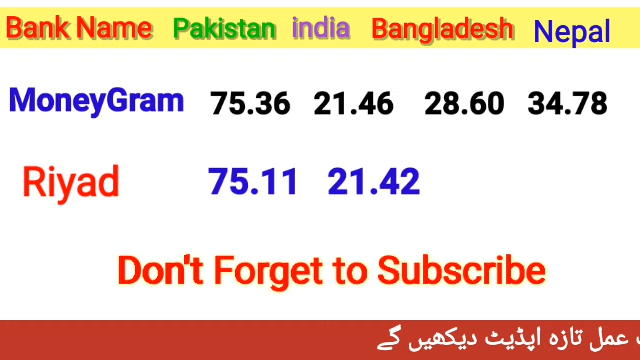 Bank Name Pakistan india Bangladesh Nepal
MoneyGram 75.36 21.46 28.60 34.78
Riyad 75.11 21.42
Don't Forget to Subscribe
عمل تازہ اپڈیٹ دیکھیں گے